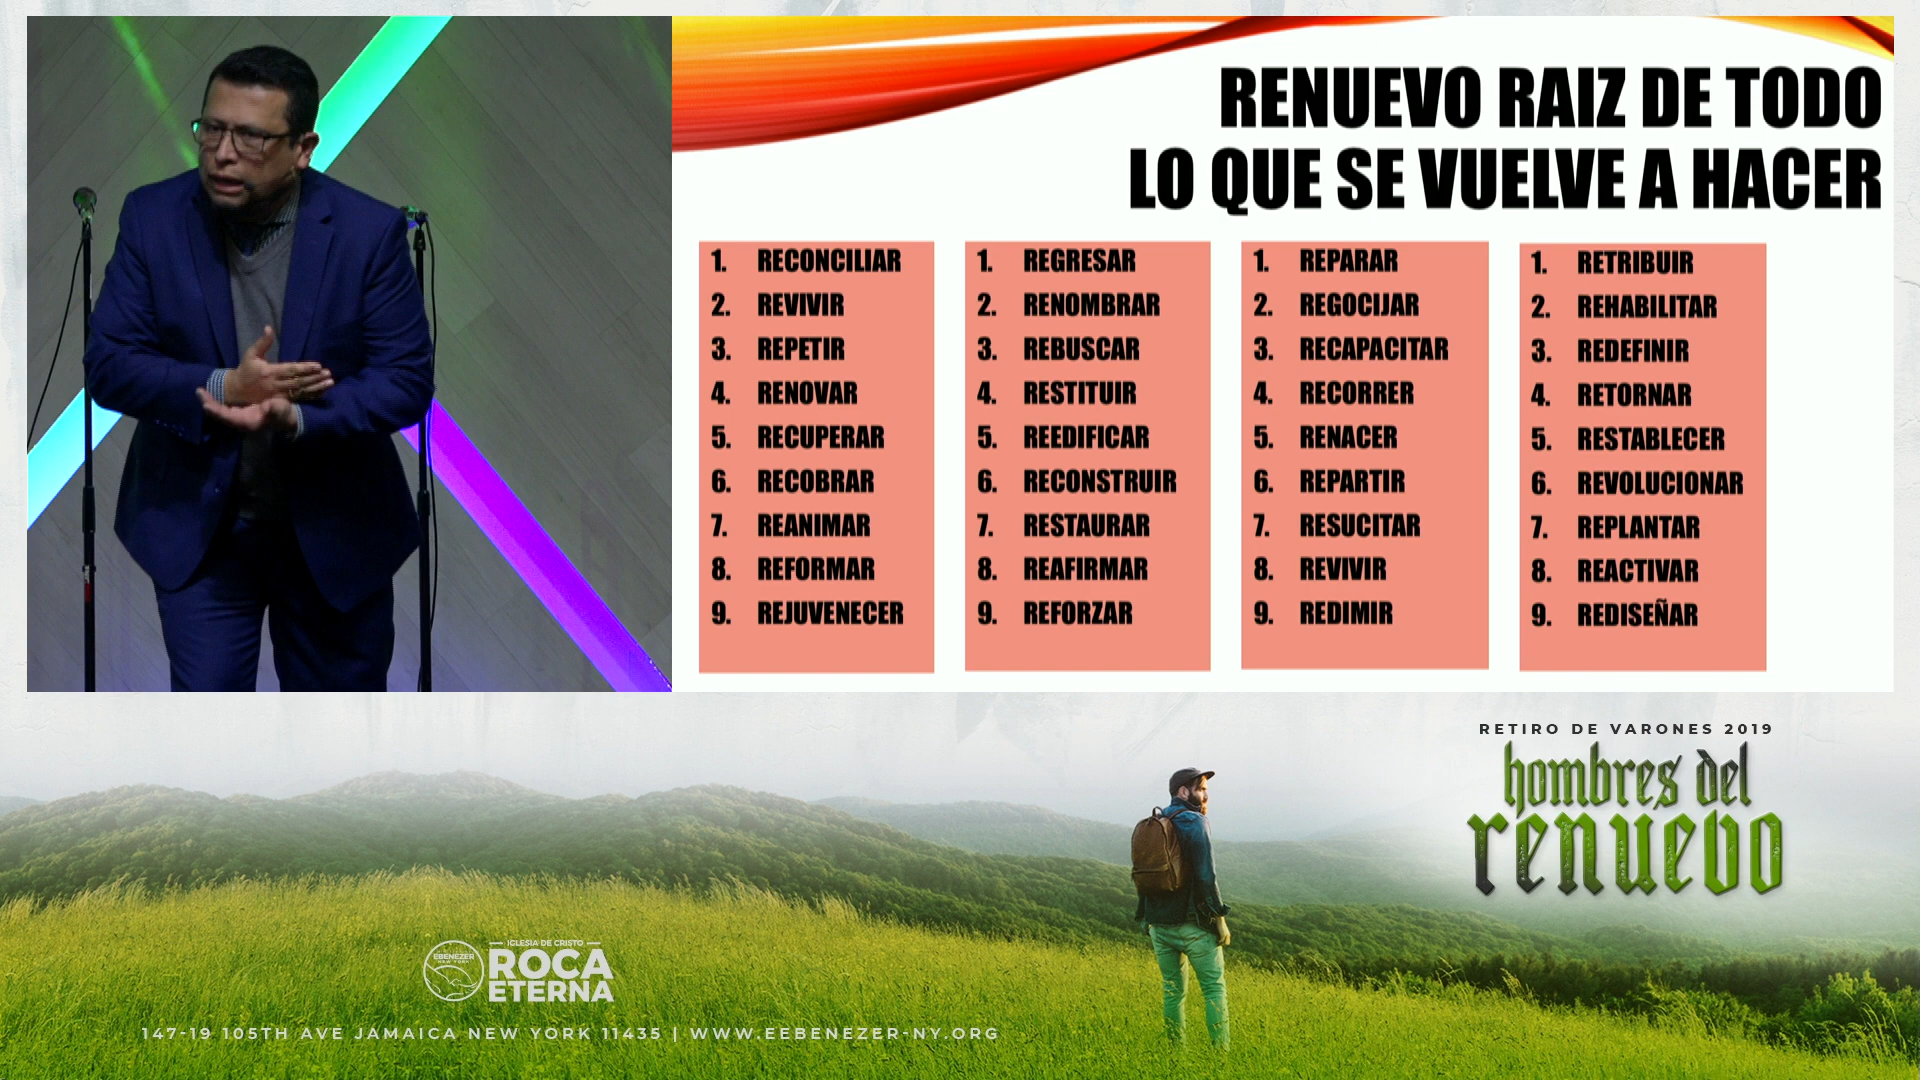 RENUEVO RAIZ DE TODO
LO QUE SE VUELVE A HACER
1. RECONCILIAR
2. REVIVIR
3. REPETIR
4. RENOVAR
5. RECUPERAR
6. RECOBRAR
7. REANIMAR
8. REFORMAR
9. REJUVENECER
1. REGRESAR
2. RENOMBRAR
3. REBUSCAR
4. RESTITUIR
5. REEDIFICAR
6. RECONSTRUIR
7. RESTAURAR
8. REAFIRMAR
9. REFORZAR
1. REPARAR
2. REGOCIJAR
3. RECAPACITAR
4. RECORRER
5. RENACER
6. REPARTIR
7. RESUCITAR
8. REVIVIR
9. REDIMIR
1. RETRIBUIR
2. REHABILITAR
3. REDEFINIR
4. RETORNAR
5. RESTABLECER
6. REVOLUCIONAR
7. REPLANTAR
8. REACTIVAR
9. REDISEÑAR
RETIRO DE VARONES 2019
hombres del
renuevo
IGLESIA DE CRISTO
EBENEZER
NEW YORK
ROCA
ETERNA
147-19 105TH AVE JAMAICA NEW YORK 11435 | WWW.EEBENEZER-NY.ORG